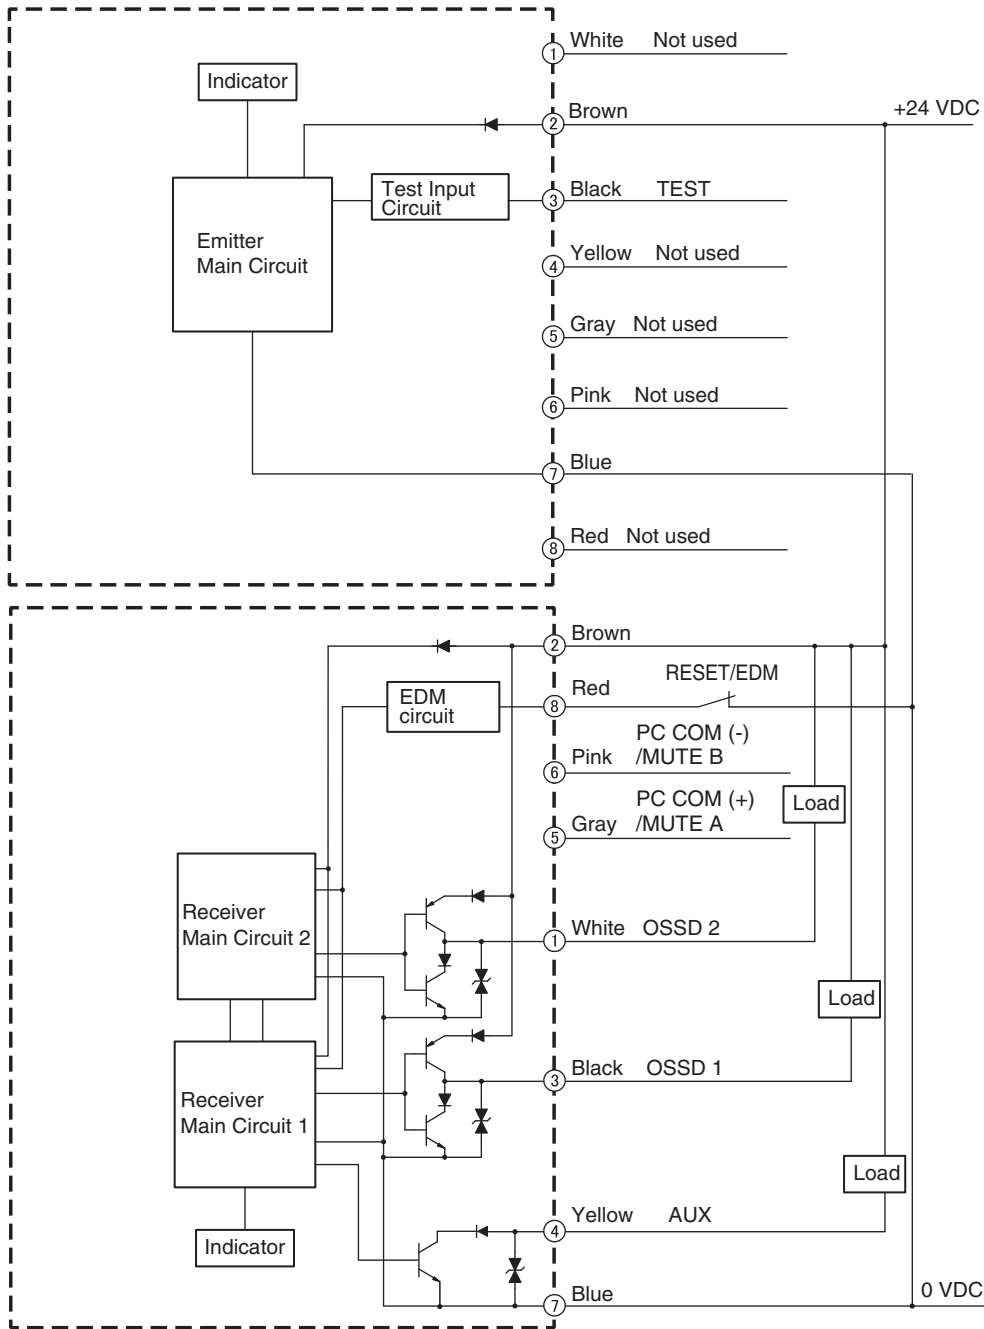 1 White Not used
Indicator
2 Brown
+24 VDC
Test Input
Circuit
3 Black TEST
Emitter
Main Circuit
4 Yellow Not used
5 Gray Not used
6 Pink Not used
7 Blue
8 Red Not used
2 Brown
EDM
circuit
8 Red
RESET/EDM
PC COM (-)
6 Pink /MUTE B
PC COM (+)
5 Gray /MUTE A
Load
Receiver
Main Circuit 2
1 White OSSD 2
Load
Receiver
Main Circuit 1
3 Black OSSD 1
Load
Indicator
4 Yellow AUX
7 Blue
0 VDC